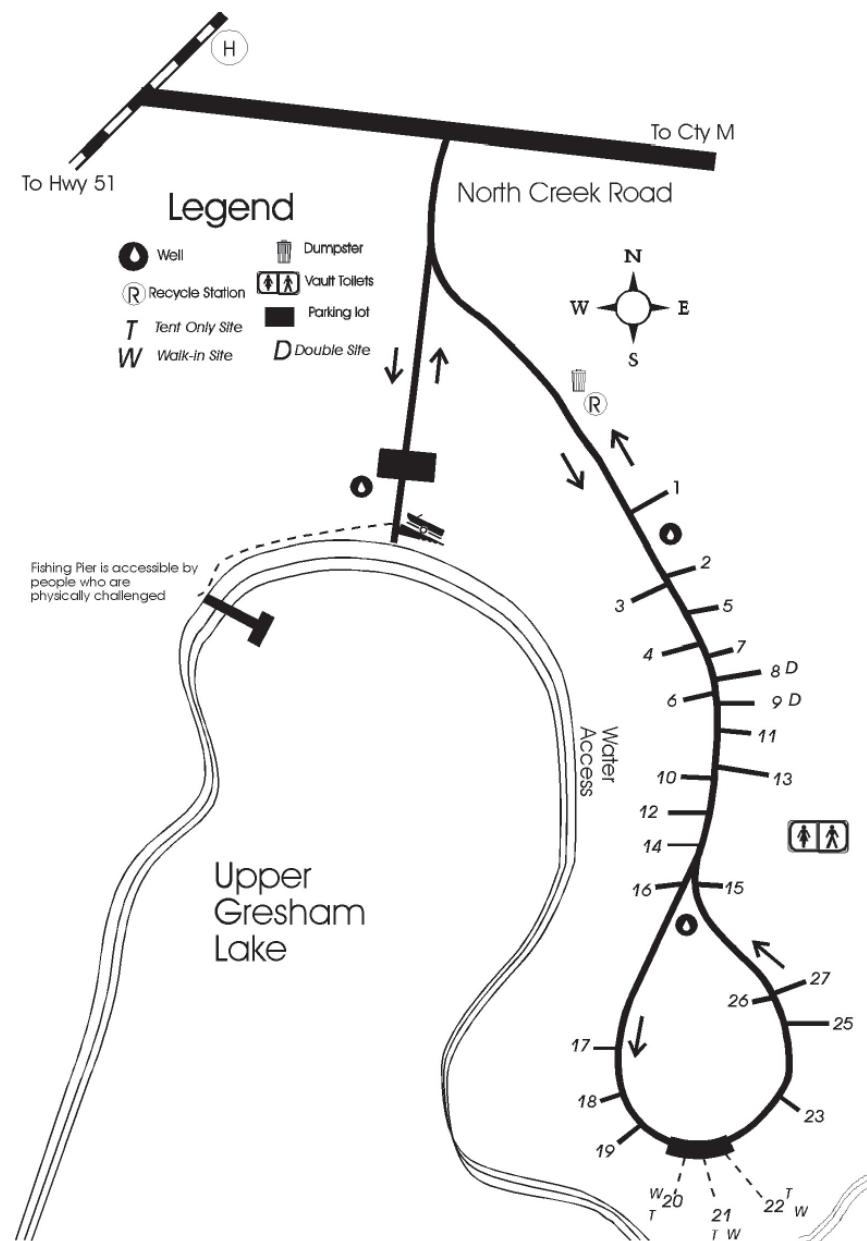 H
To Cty M
To Hwy 51
North Creek Road
Legend
Well
Dumpster
R Recycle Station
Vault Toilets
T Tent Only Site
Parking lot
W Walk-in Site
D Double Site
N
W E
S
R
1
2
3
5
4
7
8 D
6
9 D
11
10
13
12
14
16
15
Fishing Pier is accessible by
people who are
physically challenged
Water
Access
Upper
Gresham
Lake
27
26
25
17
18
23
19
W
20
T
21
T W
22 T
W